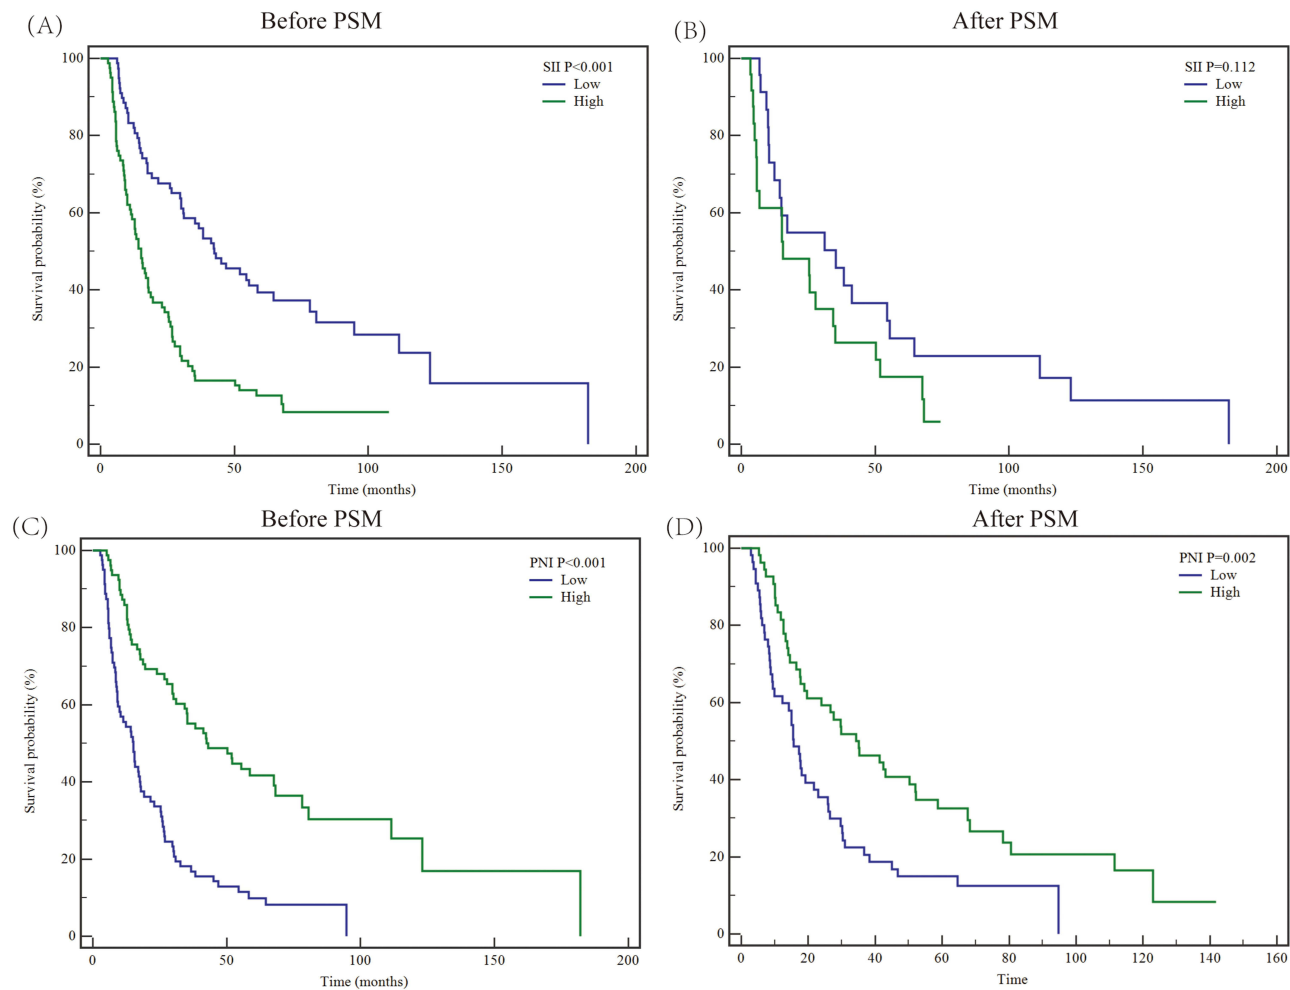 (A)
Before PSM
SII P<0.001
Low
High
100
80
60
40
20
0
Survival probability (%)
0 50 100 150 200
Time (months)
(B)
After PSM
SII P=0.112
Low
High
100
80
60
40
20
0
Survival probability (%)
0 50 100 150 200
Time (months)
(C)
Before PSM
PNI P<0.001
Low
High
100
80
60
40
20
0
Survival probability (%)
0 50 100 150 200
Time (months)
(D)
After PSM
PNI P=0.002
Low
High
100
80
60
40
20
0
Survival probability (%)
0 20 40 60 80 100 120 140 160
Time